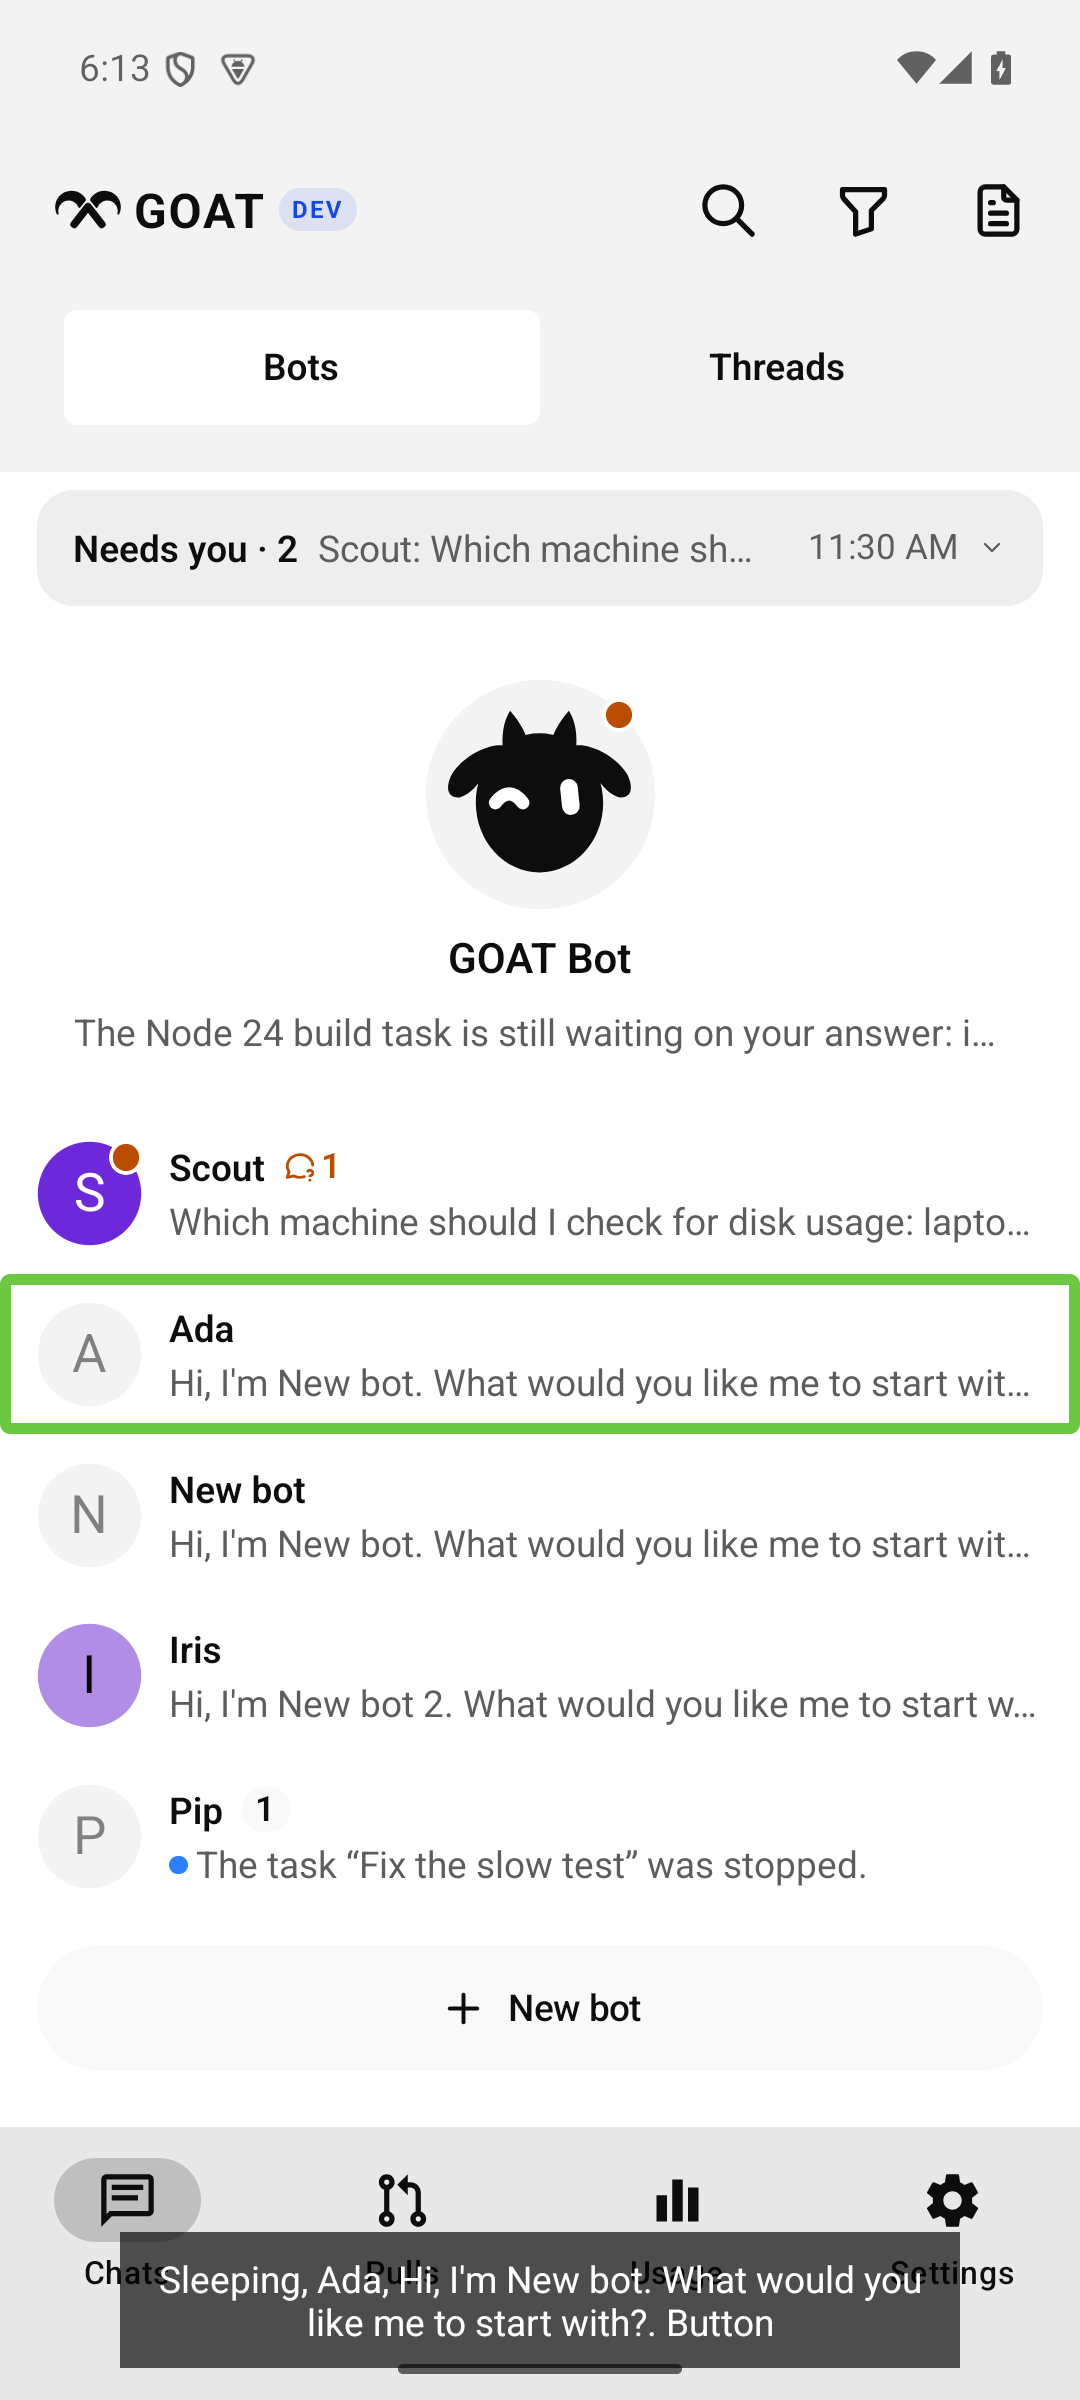 6:13
GOAT DEV
Bots Threads
Needs you · 2 Scout: Which machine sh... 11:30 AM
GOAT Bot
The Node 24 build task is still waiting on your answer: i...
S
Scout 1
Which machine should I check for disk usage: lapto...
A
Ada
Hi, I'm New bot. What would you like me to start wit...
N
New bot
Hi, I'm New bot. What would you like me to start wit...
I
Iris
Hi, I'm New bot 2. What would you like me to start w...
P
Pip 1
The task “Fix the slow test” was stopped.
New bot
Chats Pulls Usage Settings
Sleeping, Ada, Hi, I'm New bot. What would you
like me to start with?. Button